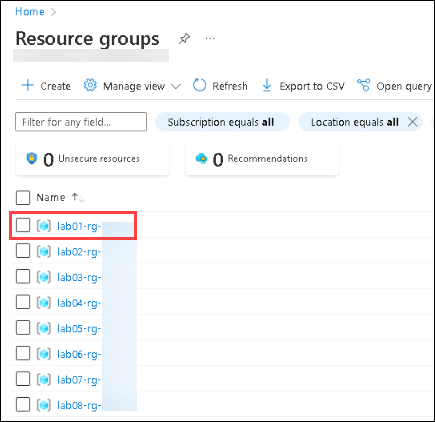 Home >
Resource groups
+ Create Manage view Refresh Export to CSV Open query
Filter for any field... Subscription equals all Location equals all
0 Unsecure resources 0 Recommendations
Name ↑↓
lab01-rg-
lab02-rg-
lab03-rg-
lab04-rg-
lab05-rg-
lab06-rg-
lab07-rg-
lab08-rg-